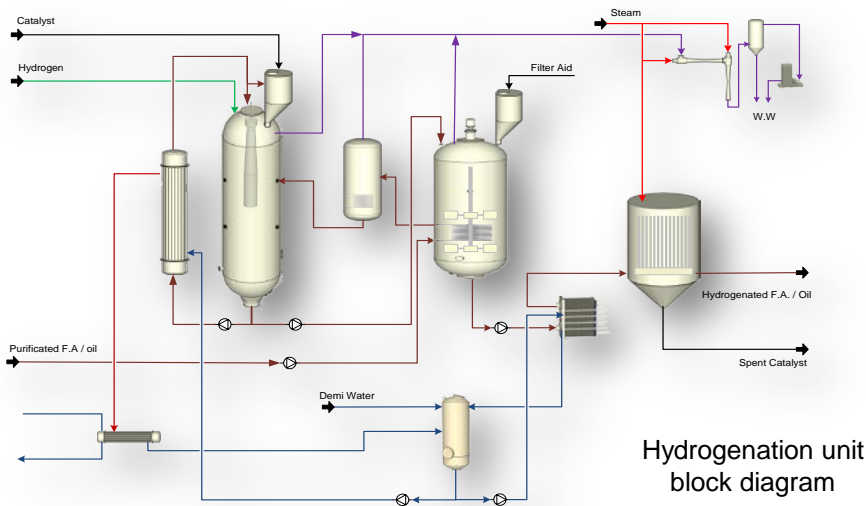 Catalyst
Steam
Hydrogen
Filter Aid
W.W
Hydrogenated F.A. / Oil
Purificated F.A / oil
Spent Catalyst
Demi Water
Hydrogenation unit
block diagram